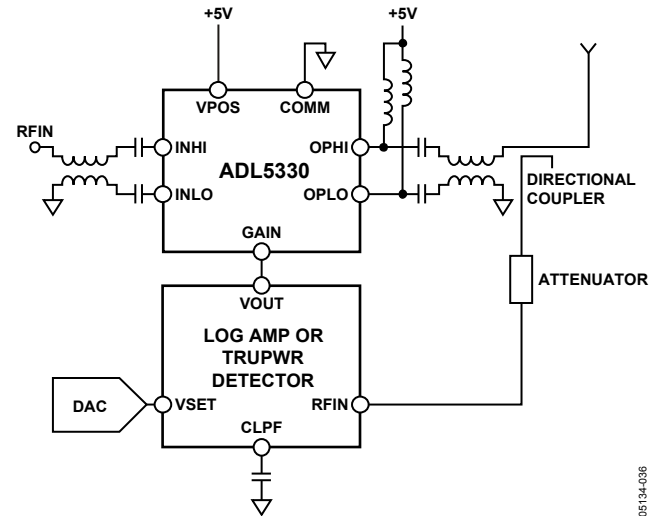 +5V
+5V
VPOS
COMM
RFIN
INHI
OPHI
ADL5330
INLO
OPLO
DIRECTIONAL
COUPLER
GAIN
ATTENUATOR
VOUT
LOG AMP OR
TRUPWR
DETECTOR
DAC
VSET
RFIN
CLPF
05134-036